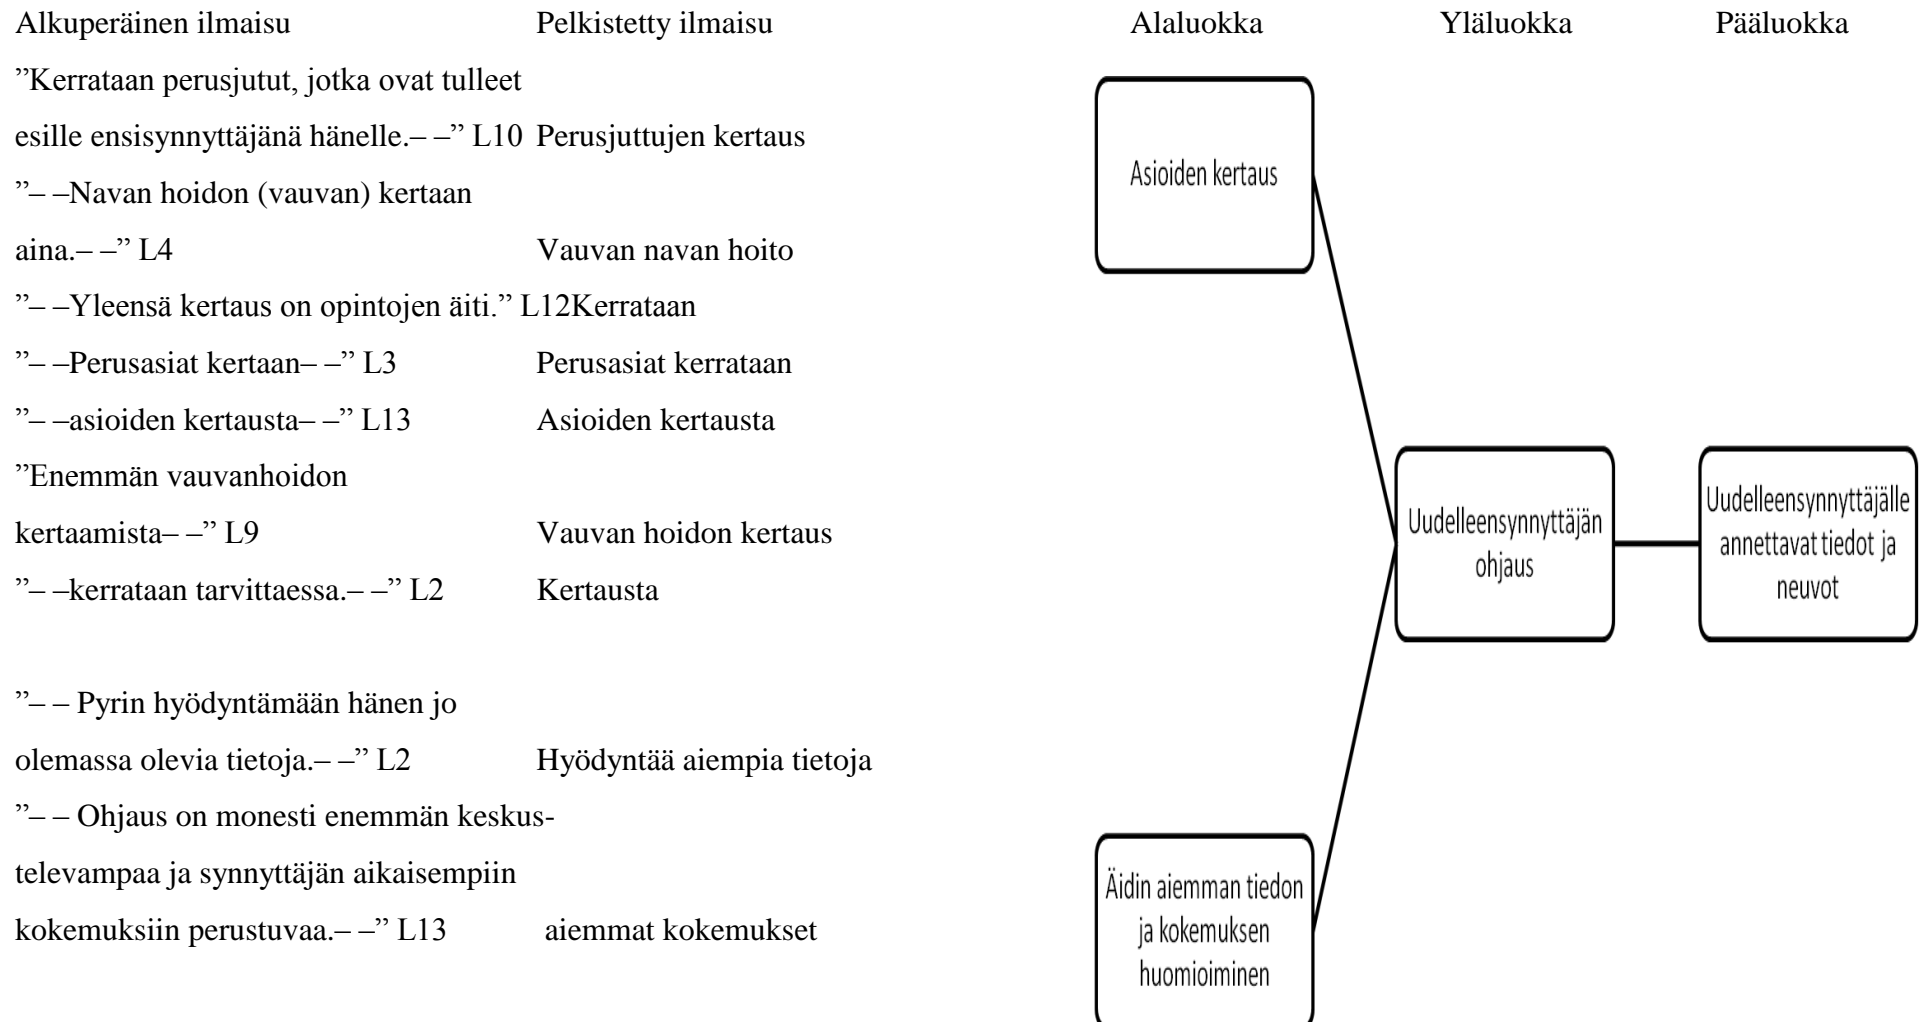 Alkuperäinen ilmaisu Pelkistetty ilmaisu Alaluokka Yläluokka Pääluokka
”Kerrataan perusjutut, jotka ovat tulleet
esille ensisynnyttäjänä hänelle.– –” L10 Perusjuttujen kertaus
”– –Navan hoidon (vauvan) kertaan
aina.– –” L4 Vauvan navan hoito
”– –Yleensä kertaus on opintojen äiti.” L12Kerrataan
”– –Perusasiat kertaan– –” L3 Perusasiat kerrataan
”– –asioiden kertausta– –” L13 Asioiden kertausta
”Enemmän vauvanhoidon
kertaamista– –” L9 Vauvan hoidon kertaus
”– –kerrataan tarvittaessa.– –” L2 Kertausta
”– – Pyrin hyödyntämään hänen jo
olemassa olevia tietoja.– –” L2 Hyödyntää aiempia tietoja
”– – Ohjaus on monesti enemmän keskus-
televampaa ja synnyttäjän aikaisempiin
kokemuksiin perustuvaa.– –” L13 aiemmat kokemukset
Asioiden kertaus
Äidin aiemman tiedon
ja kokemuksen
huomioiminen
Uudelleensynnyttäjän
ohjaus
Uudelleensynnyttäjälle
annettavat tiedot ja
neuvot